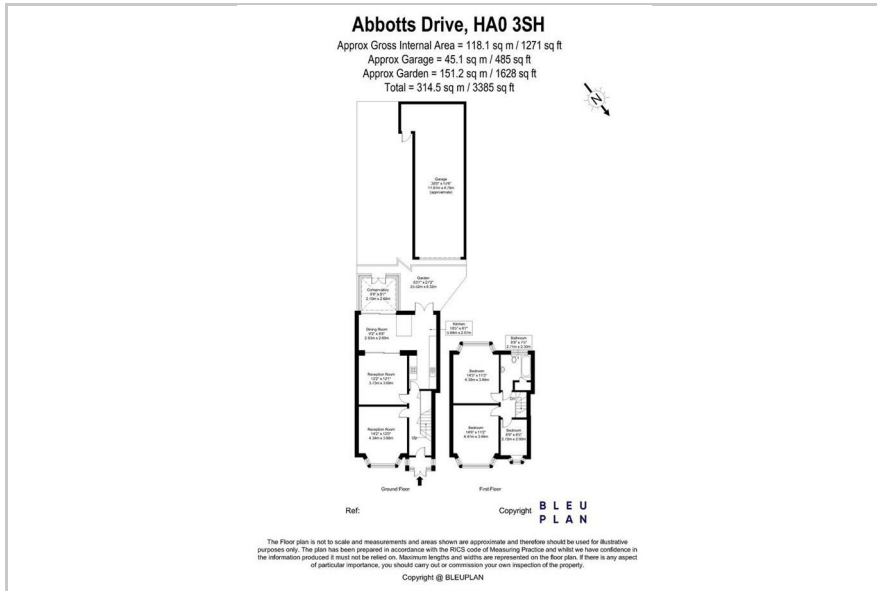 Abbotts Drive, HA0 3SH
Approx Gross Internal Area = 118.1 sq m / 1271 sq ft
Approx Garage = 45.1 sq m / 485 sq ft
Approx Garden = 151.2 sq m / 1628 sq ft
Total = 314.5 sq m / 3385 sq ft
N
Garage
(approximate)
Garden
Conservatory
Dining Room
Kitchen
Bathroom
Reception Room
Bedroom
Dn
Reception Room
Up
Bedroom
Bedroom
Ground Floor
First Floor
Ref:
Copyright
BLEU
PLAN
The Floor plan is not to scale and measurements and areas shown are approximate and therefore should be used for illustrative
purposes only. The plan has been prepared in accordance with the RICS code of Measuring Practice and whilst we have confidence in
the information produced it must not be relied on. Maximum lengths and widths are represented on the floor plan. If there is any aspect
of particular importance, you should carry out or commission your own inspection of the property.
Copyright @ BLEUPLAN